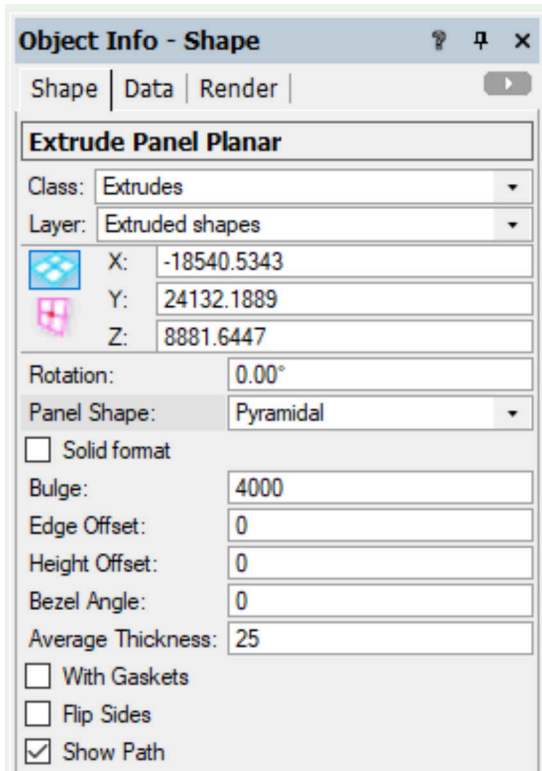 Object Info - Shape
Shape | Data | Render |
Extrude Panel Planar
Class: Extrudes
Layer: Extruded shapes
X: -18540.5343
Y: 24132.1889
Z: 8881.6447
Rotation: 0.00°
Panel Shape: Pyramidal
Solid format
Bulge: 4000
Edge Offset: 0
Height Offset: 0
Bezel Angle: 0
Average Thickness: 25
With Gaskets
Flip Sides
Show Path